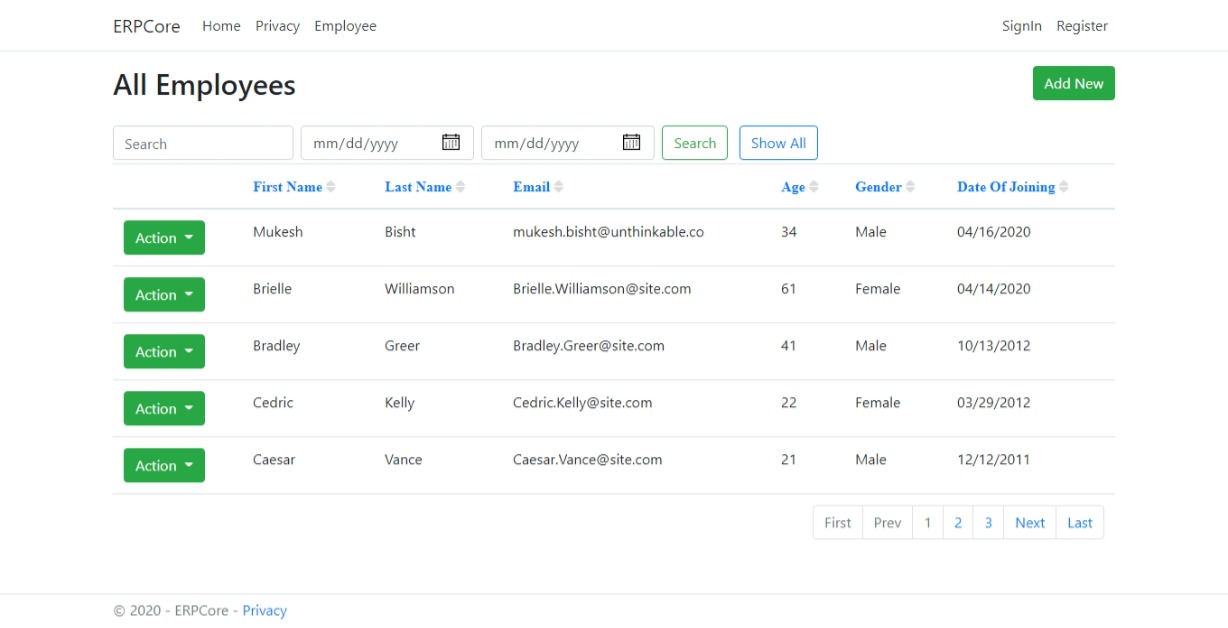 ERPCore Home Privacy Employee SignIn Register
All Employees Add New
Search mm/dd/yyyy mm/dd/yyyy Search Show All
First Name Last Name Email Age Gender Date Of Joining
Action Mukesh Bisht mukesh.bisht@unthinkable.co 34 Male 04/16/2020
Action Brielle Williamson Brielle.Williamson@site.com 61 Female 04/14/2020
Action Bradley Greer Bradley.Greer@site.com 41 Male 10/13/2012
Action Cedric Kelly Cedric.Kelly@site.com 22 Female 03/29/2012
Action Caesar Vance Caesar.Vance@site.com 21 Male 12/12/2011
First Prev 1 2 3 Next Last
© 2020 - ERPCore - Privacy